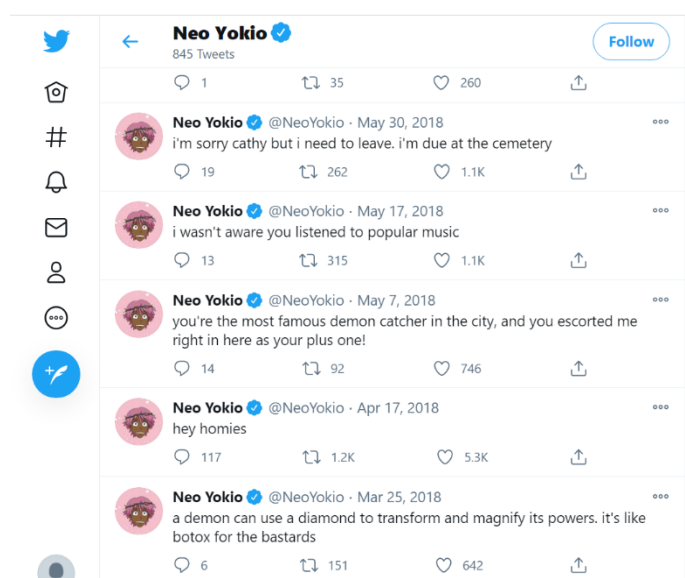 Neo Yokio
845 Tweets
Follow
1 35 260
Neo Yokio @NeoYokio · May 30, 2018
i'm sorry cathy but i need to leave. i'm due at the cemetery
19 262 1.1K
Neo Yokio @NeoYokio · May 17, 2018
i wasn't aware you listened to popular music
13 315 1.1K
Neo Yokio @NeoYokio · May 7, 2018
you're the most famous demon catcher in the city, and you escorted me
right in here as your plus one!
14 92 746
Neo Yokio @NeoYokio · Apr 17, 2018
hey homies
117 1.2K 5.3K
Neo Yokio @NeoYokio · Mar 25, 2018
a demon can use a diamond to transform and magnify its powers. it's like
botox for the bastards
6 151 642